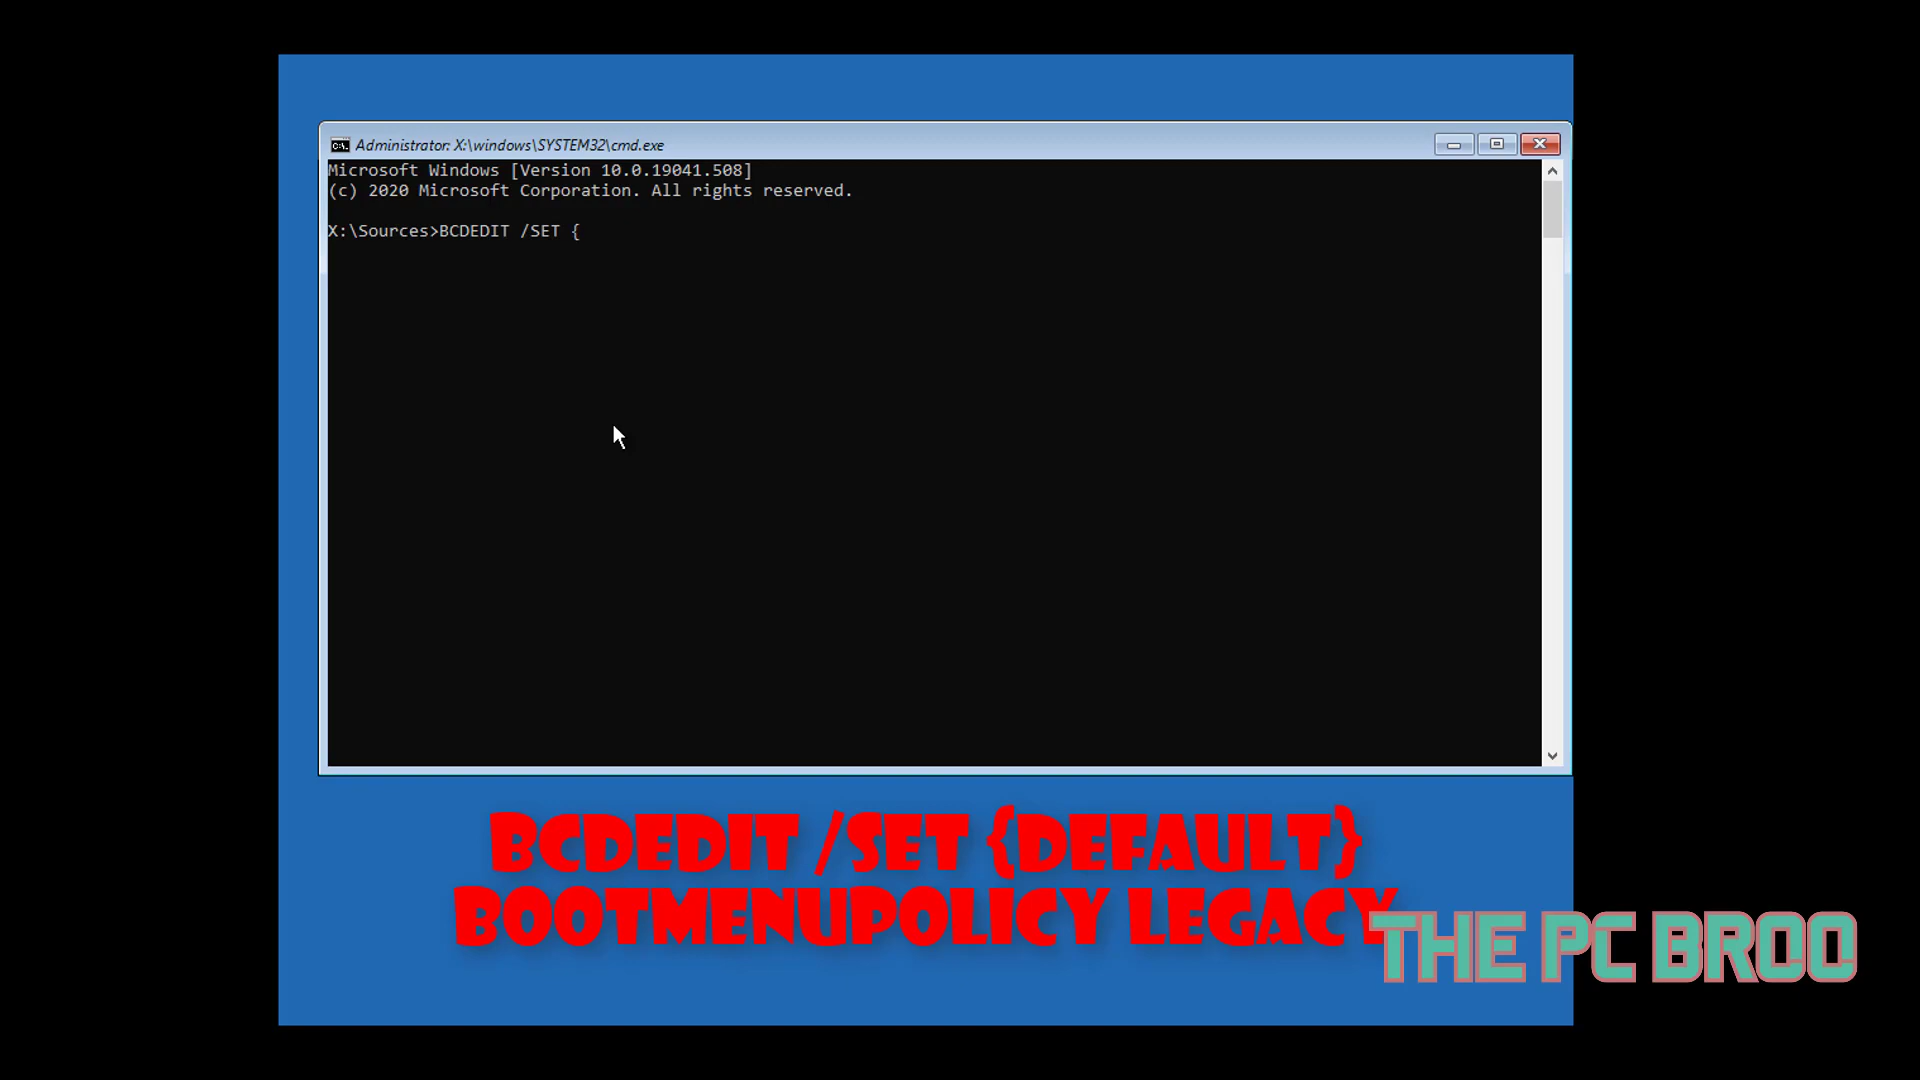 Administrator: X:\windows\SYSTEM32\cmd.exe
Microsoft Windows [Version 10.0.19041.508]
(c) 2020 Microsoft Corporation. All rights reserved.
X:\Sources>BCDEDIT /SET {
BCDEDIT /SET {DEFAULT}
BOOTMENUPOLICY LEGACY
THE PC BROO